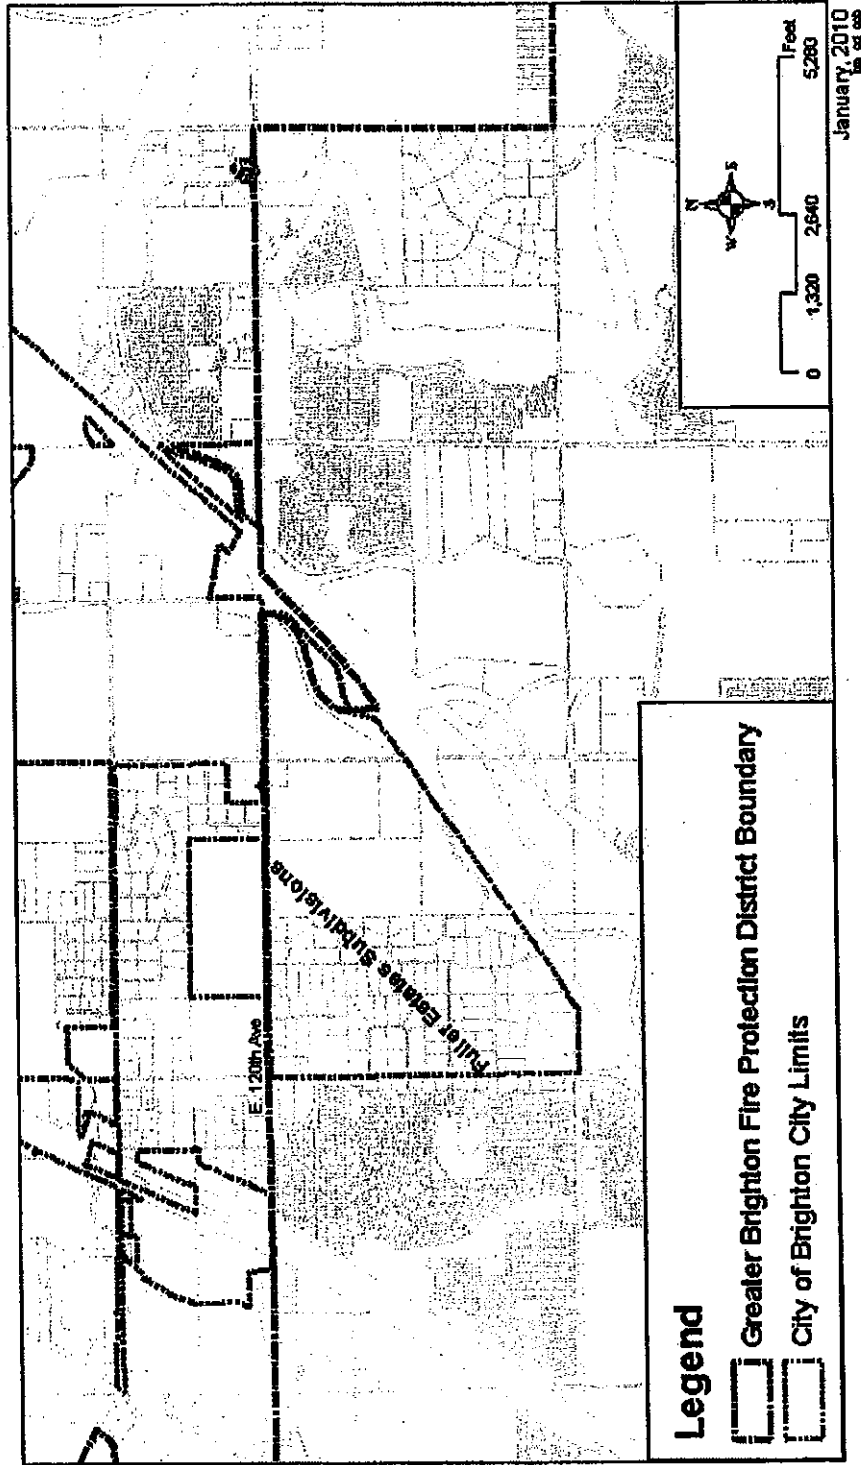 E. 120th Ave
Fuller Estates Subdivisions
Legend
Greater Brighton Fire Protection District Boundary
City of Brighton City Limits
N
W
E
S
0 1,320 2,640 5,280
Feet
January, 2010